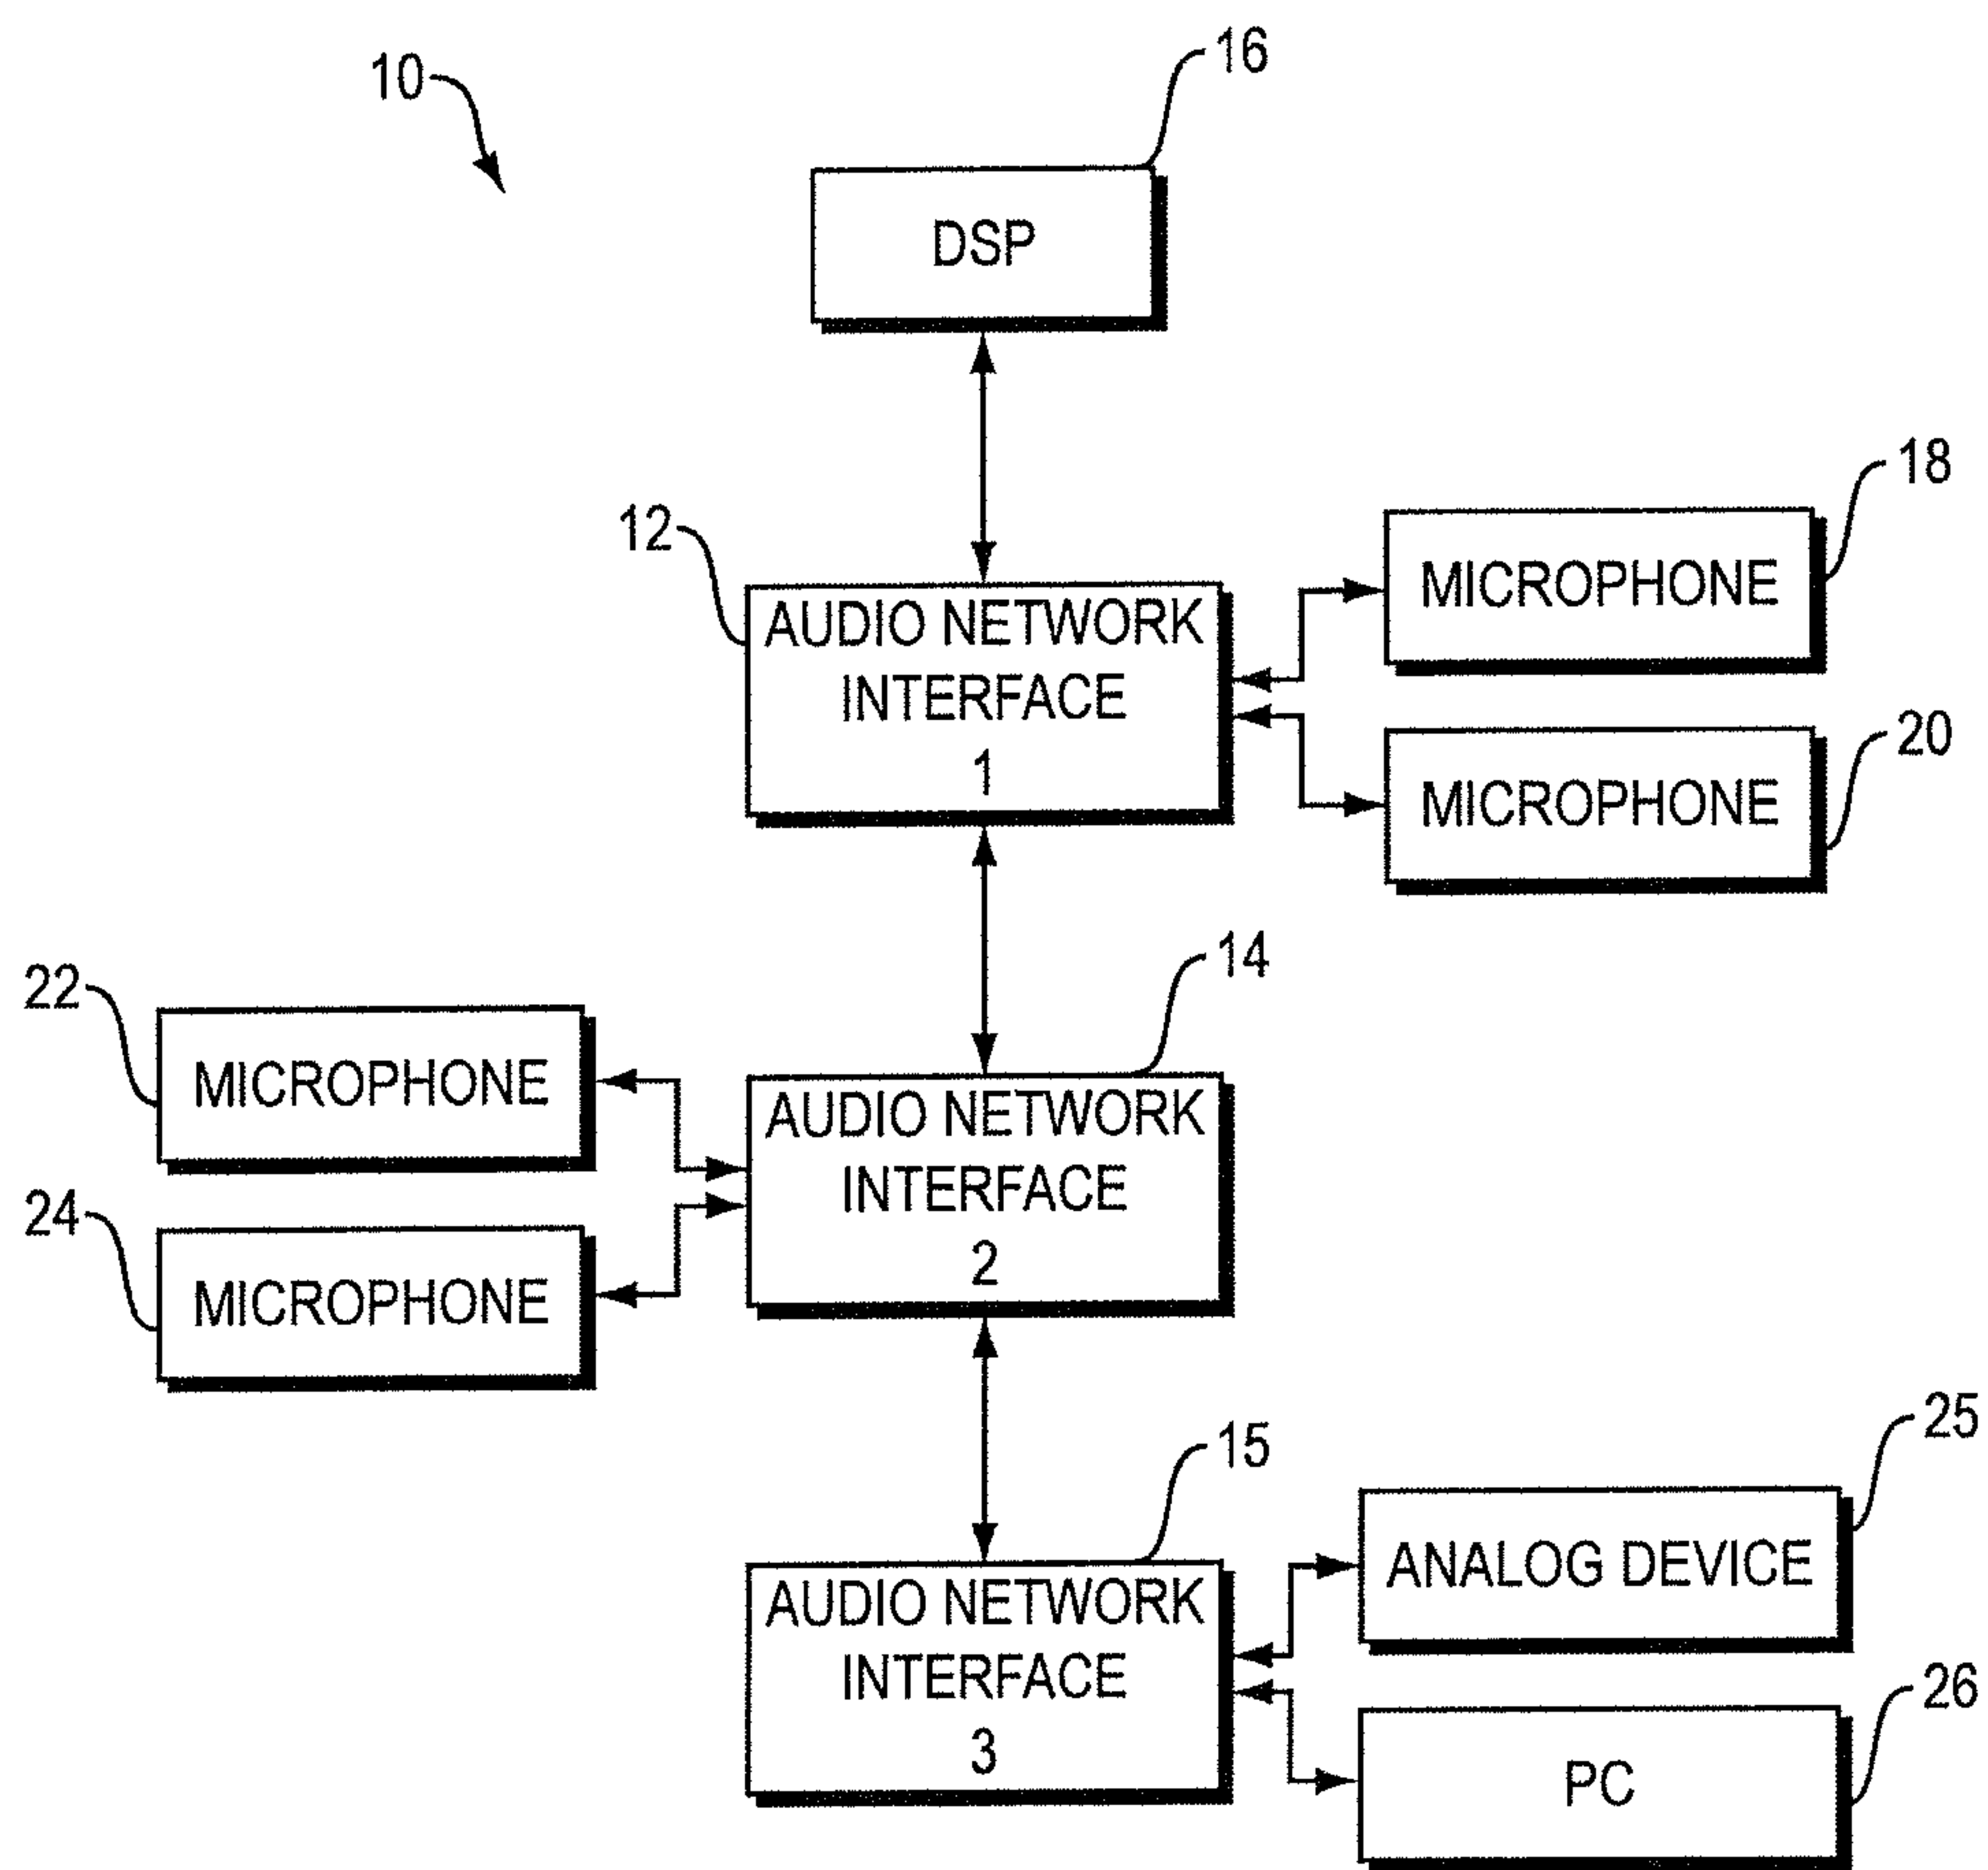 10
16
DSP
12
AUDIO NETWORK
INTERFACE
1
18
MICROPHONE
20
MICROPHONE
14
22
MICROPHONE
24
MICROPHONE
AUDIO NETWORK
INTERFACE
2
15
AUDIO NETWORK
INTERFACE
3
25
ANALOG DEVICE
26
PC